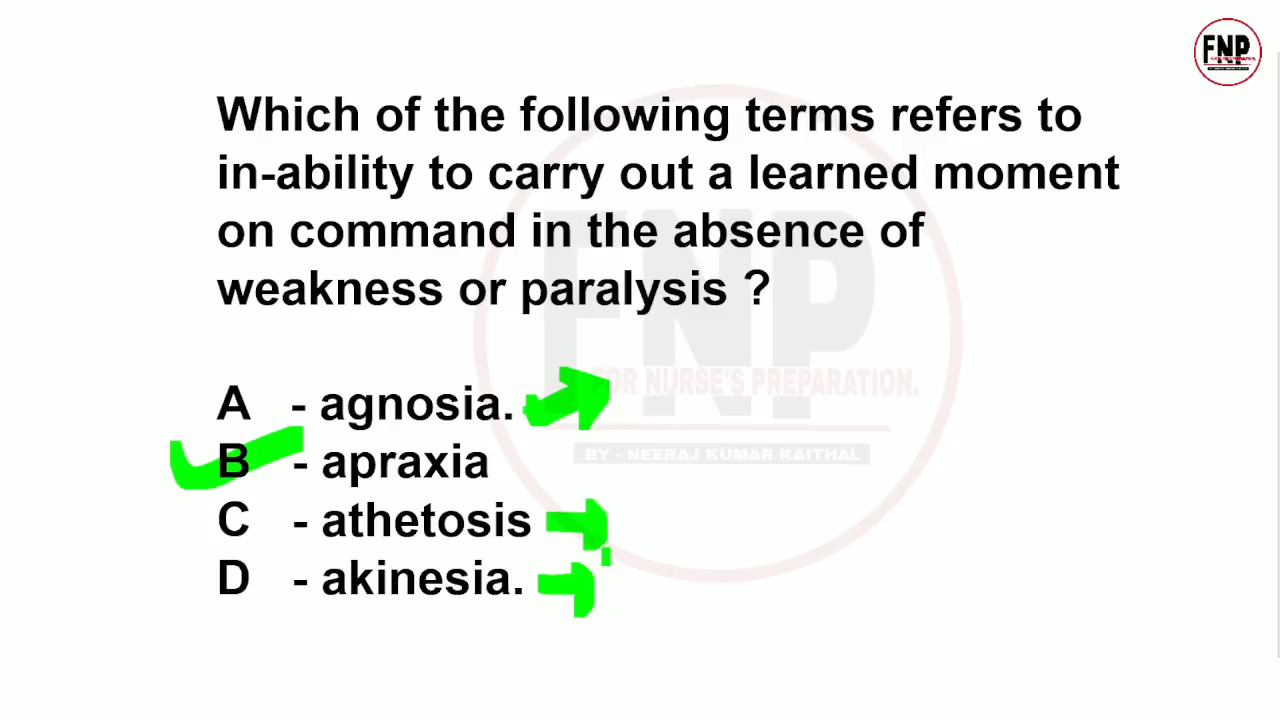 FNP
Which of the following terms refers to
in-ability to carry out a learned moment
on command in the absence of
weakness or paralysis ?
FNP
FOR NURSE'S PREPARATION.
BY - NEERAJ KUMAR KAITHAL
A - agnosia.
B - apraxia
C - athetosis
D - akinesia.